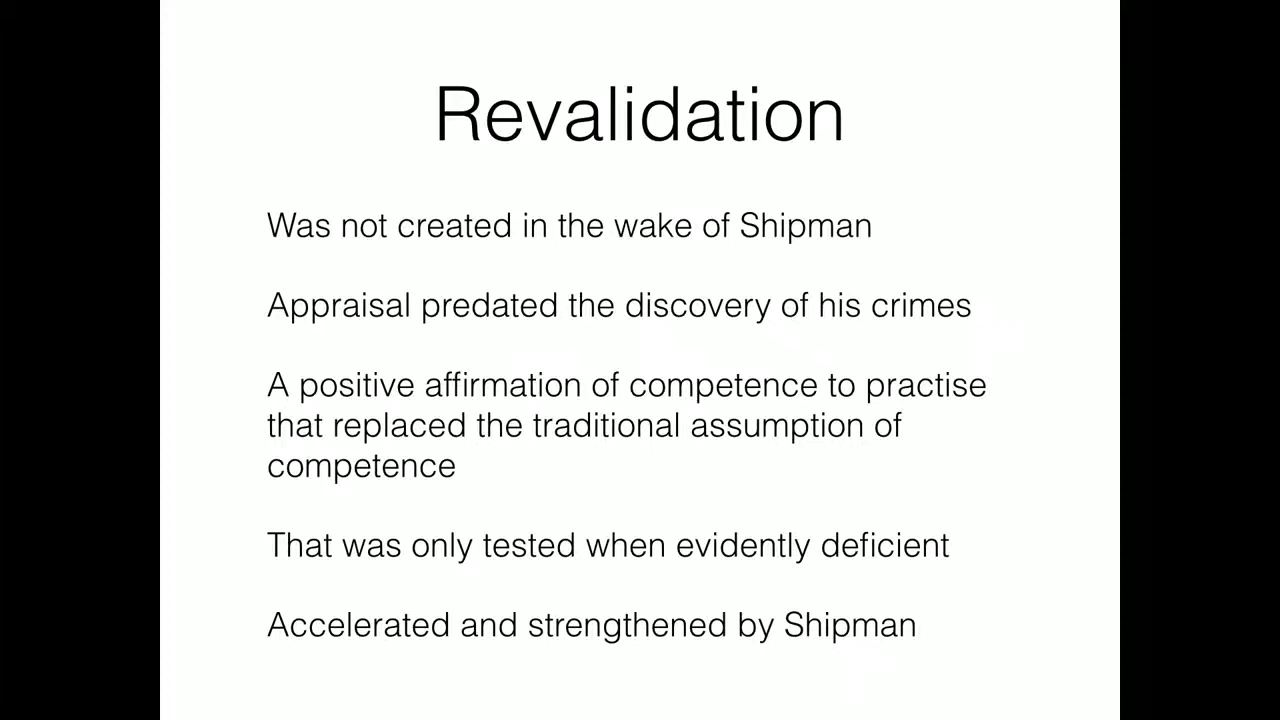 Revalidation
Was not created in the wake of Shipman
Appraisal predated the discovery of his crimes
A positive affirmation of competence to practise
that replaced the traditional assumption of
competence
That was only tested when evidently deficient
Accelerated and strengthened by Shipman